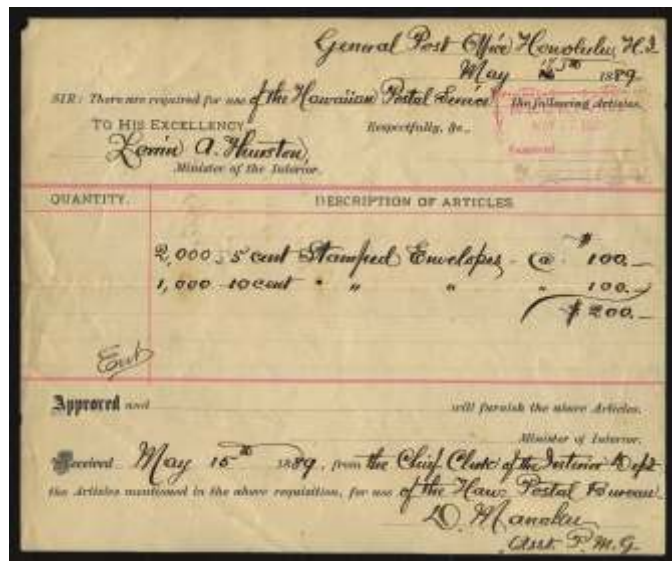 General Post Office Honolulu, H.I.
May 15th 1889
SIR: There are required for use of the Hawaiian Postal Service the following Articles.
TO HIS EXCELLENCY Respectfully, &c.,
Lorrin A. Thurston,
Minister of the Interior.
QUANTITY. DESCRIPTION OF ARTICLES
2,000 - 5 cent Stamped Envelopes - @ $ 100.-
1,000 - 10 cent " " " " 100.-
$ 200.-
Ent
Approved and will furnish the above Articles.
Minister of Interior.
Received May 15th 1889, from the Chief Clerk of the Interior Dept
the Articles mentioned in the above requisition, for use of the Haw: Postal Bureau
D. Manaku
Asst. P.M.G.